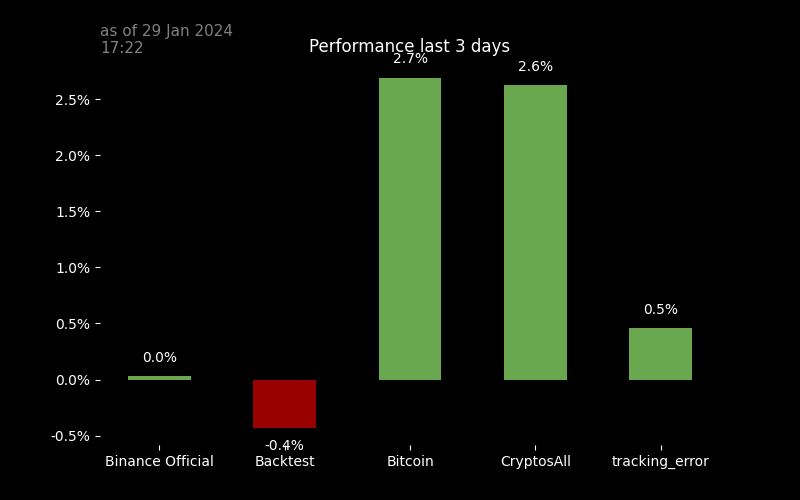 as of 29 Jan 2024
17:22
Performance last 3 days
2.7%
2.6%
2.5%
2.0%
1.5%
1.0%
0.5%
0.5%
0.0%
0.0%
-0.5%
-0.4%
Binance Official
Backtest
Bitcoin
CryptosAll
tracking_error